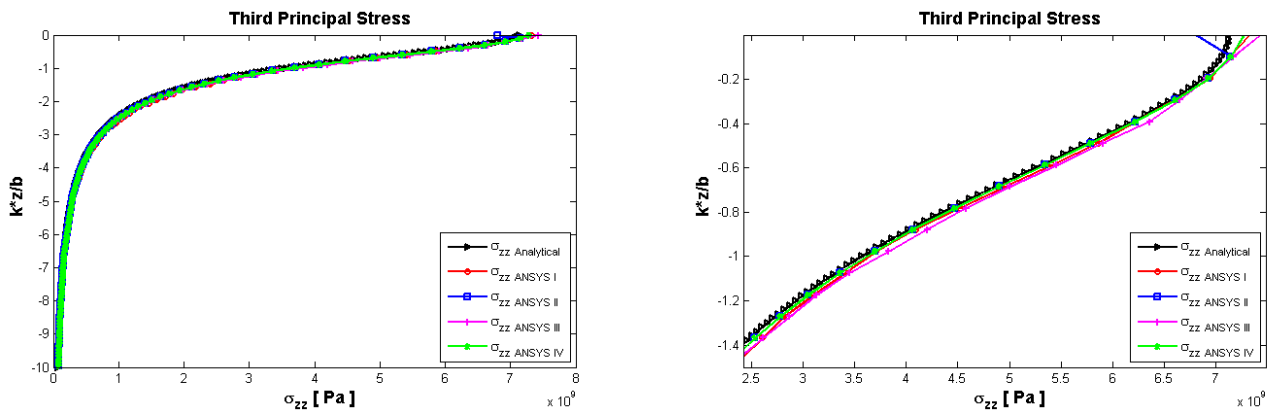 Third Principal Stress
0
-1
-2
-3
-4
-5
-6
-7
-8
-9
-10
k*z/b
0 1 2 3 4 5 6 7 8
x 10^9
σzz [ Pa ]
σzz Analytical
σzz ANSYS I
σzz ANSYS II
σzz ANSYS III
σzz ANSYS IV
Third Principal Stress
-0.2
-0.4
-0.6
-0.8
-1
-1.2
-1.4
k*z/b
2.5 3 3.5 4 4.5 5 5.5 6 6.5 7
x 10^9
σzz [ Pa ]
σzz Analytical
σzz ANSYS I
σzz ANSYS II
σzz ANSYS III
σzz ANSYS IV